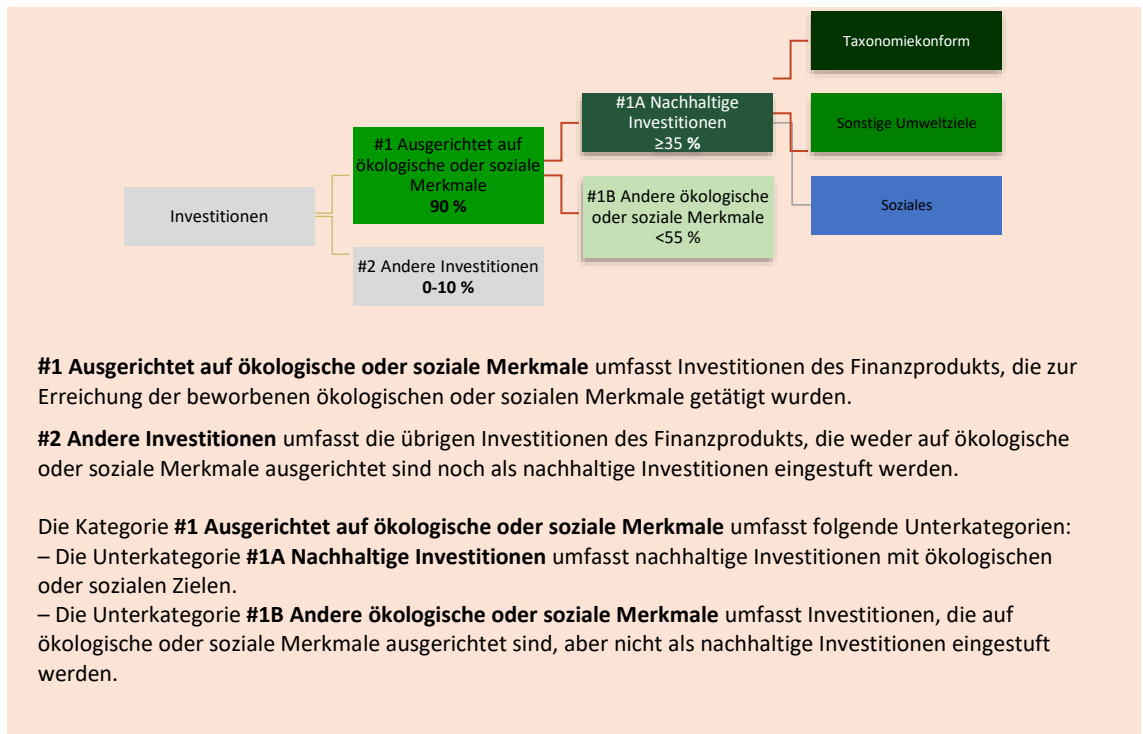 Investitionen
#1 Ausgerichtet auf
ökologische oder soziale
Merkmale
90 %
#2 Andere Investitionen
0-10 %
#1A Nachhaltige
Investitionen
≥35 %
#1B Andere ökologische
oder soziale Merkmale
<55 %
Taxonomiekonform
Sonstige Umweltziele
Soziales
#1 Ausgerichtet auf ökologische oder soziale Merkmale umfasst Investitionen des Finanzprodukts, die zur
Erreichung der beworbenen ökologischen oder sozialen Merkmale getätigt wurden.
#2 Andere Investitionen umfasst die übrigen Investitionen des Finanzprodukts, die weder auf ökologische
oder soziale Merkmale ausgerichtet sind noch als nachhaltige Investitionen eingestuft werden.
Die Kategorie #1 Ausgerichtet auf ökologische oder soziale Merkmale umfasst folgende Unterkategorien:
– Die Unterkategorie #1A Nachhaltige Investitionen umfasst nachhaltige Investitionen mit ökologischen
oder sozialen Zielen.
– Die Unterkategorie #1B Andere ökologische oder soziale Merkmale umfasst Investitionen, die auf
ökologische oder soziale Merkmale ausgerichtet sind, aber nicht als nachhaltige Investitionen eingestuft
werden.